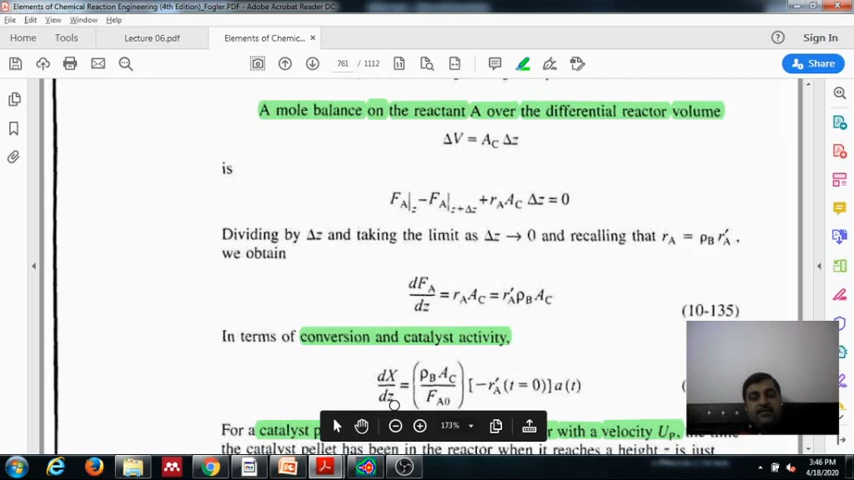 Elements of Chemical Reaction Engineering (4th Edition)_Fogler.PDF - Adobe Acrobat Reader DC
File Edit View Window Help
Home Tools Lecture 06.pdf Elements of Chemic... × Sign In
761 / 1112 Share
A mole balance on the reactant A over the differential reactor volume
ΔV = A_C Δz
is
F_A|_z − F_A|_{z+Δz} + r_A A_C Δz = 0
Dividing by Δz and taking the limit as Δz → 0 and recalling that r_A = ρ_B r′_A,
we obtain
dF_A/dz = r_A A_C = r′_A ρ_B A_C
(10-135)
In terms of conversion and catalyst activity,
dX/dz = (ρ_B A_C / F_A0) [−r′_A (t = 0)] a(t)
173%
For a catalyst p
r with a velocity U_P, the time
the catalyst pellet has been in the reactor when it reaches a height z is just
3:46 PM
4/18/2020